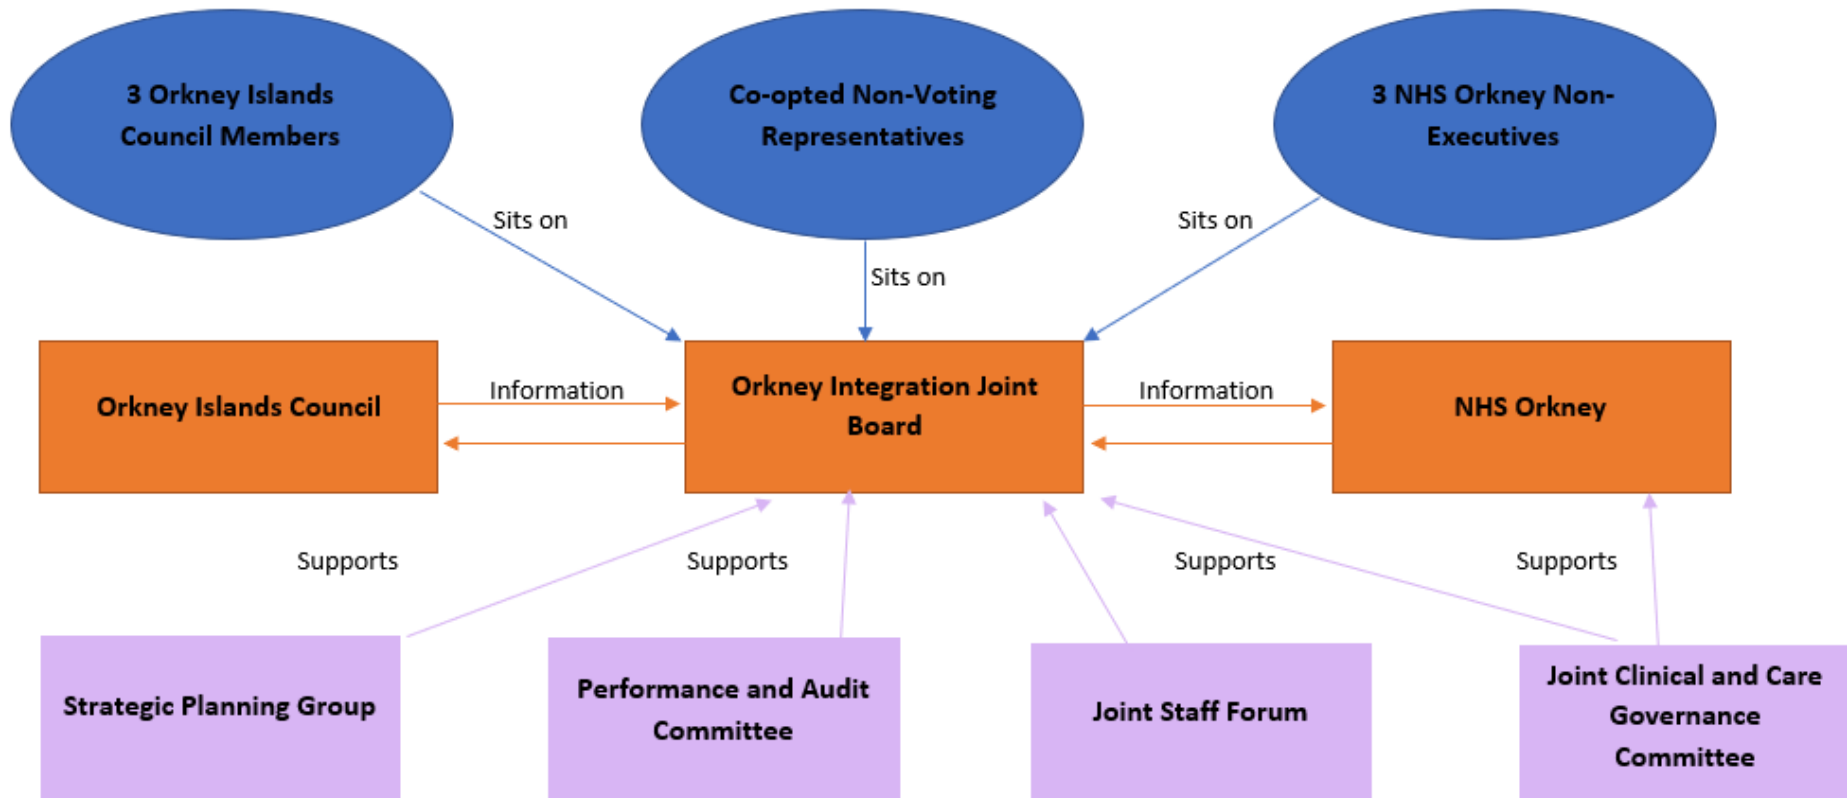 3 Orkney Islands
Council Members
Co-opted Non-Voting
Representatives
3 NHS Orkney Non-
Executives
Sits on
Sits on
Sits on
Orkney Islands Council
Information
Orkney Integration Joint
Board
Information
NHS Orkney
Supports
Supports
Supports
Supports
Strategic Planning Group
Performance and Audit
Committee
Joint Staff Forum
Joint Clinical and Care
Governance
Committee